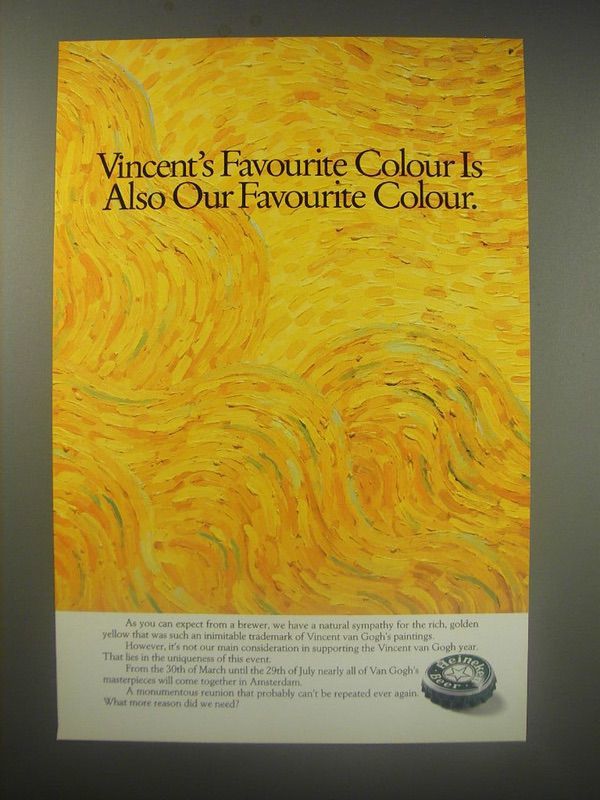 Vincent's Favourite Colour Is
Also Our Favourite Colour.
As you can expect from a brewer, we have a natural sympathy for the rich, golden
yellow that was such an inimitable trademark of Vincent van Gogh's paintings.
However, it's not our main consideration in supporting the Vincent van Gogh year.
That lies in the uniqueness of this event.
From the 30th of March until the 29th of July nearly all of Van Gogh's
masterpieces will come together in Amsterdam.
A monumentous reunion that probably can't be repeated ever again.
What more reason did we need?
Heineken
Beer